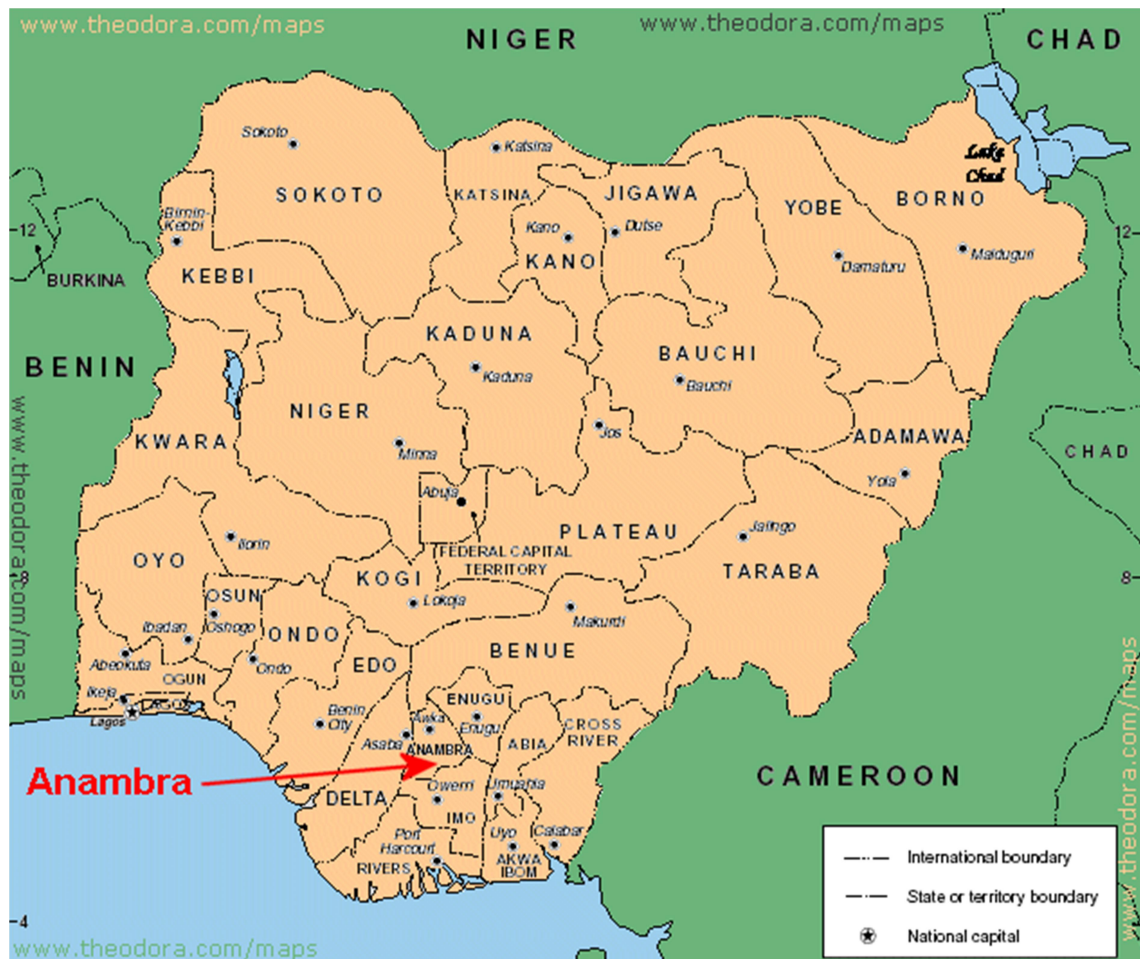 www.theodora.com/maps
www.theodora.com/maps
NIGER
CHAD
Sokoto
Katsina
Lake
Chad
SOKOTO
KATSINA
JIGAWA
YOBE
BORNO
Birnin-
Kebbi
12
Kano
Dutse
12
KANO
Damaturu
Maiduguri
KEBBI
BURKINA
KADUNA
BENIN
Kaduna
BAUCHI
Bauchi
NIGER
KWARA
Minna
Jos
ADAMAWA
CHAD
www.theodora.com/maps
Yola
Abuja
Ilorin
PLATEAU
Jalingo
OYO
FEDERAL CAPITAL
TERRITORY
KOGI
TARABA
8
8
OSUN
Lokoja
Ibadan
Oshogo
ONDO
Makurdi
Abeokuta
Ondo
EDO
BENUE
OGUN
Ikeja
LAGOS
Lagos
ENUGU
Benin
City
Awka
Enugu
Asaba
ANAMBRA
ABIA
CROSS
RIVER
Anambra
CAMEROON
DELTA
Owerri
Umuahia
IMO
Port
Harcourt
Uyo
Calabar
RIVERS
AKWA
IBOM
www.theodora.com/maps
International boundary
State or territory boundary
National capital
4
www.theodora.com/maps